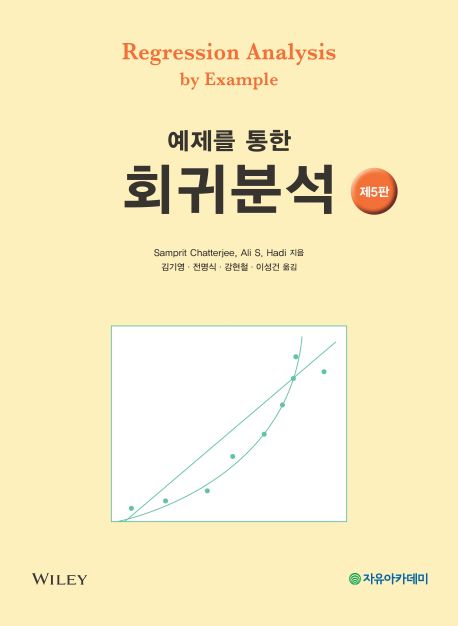 Regression Analysis
by Example
예제를 통한
회귀분석
제5판
Samprit Chatterjee, Ali S, Hadi 지음
김기영 · 전명식 · 강현철 · 이성건 옮김
WILEY
자유아카데미